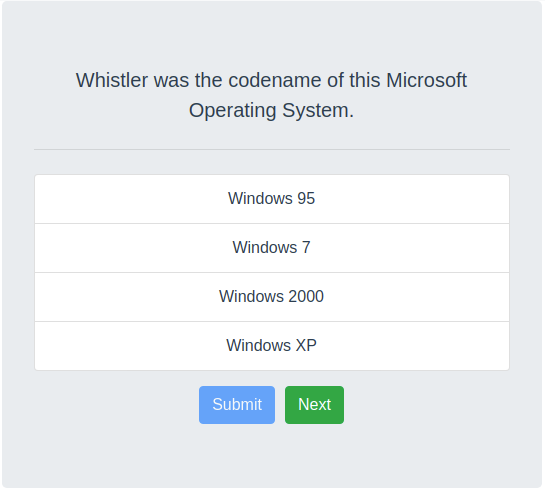 Whistler was the codename of this Microsoft
Operating System.
Windows 95
Windows 7
Windows 2000
Windows XP
Submit Next